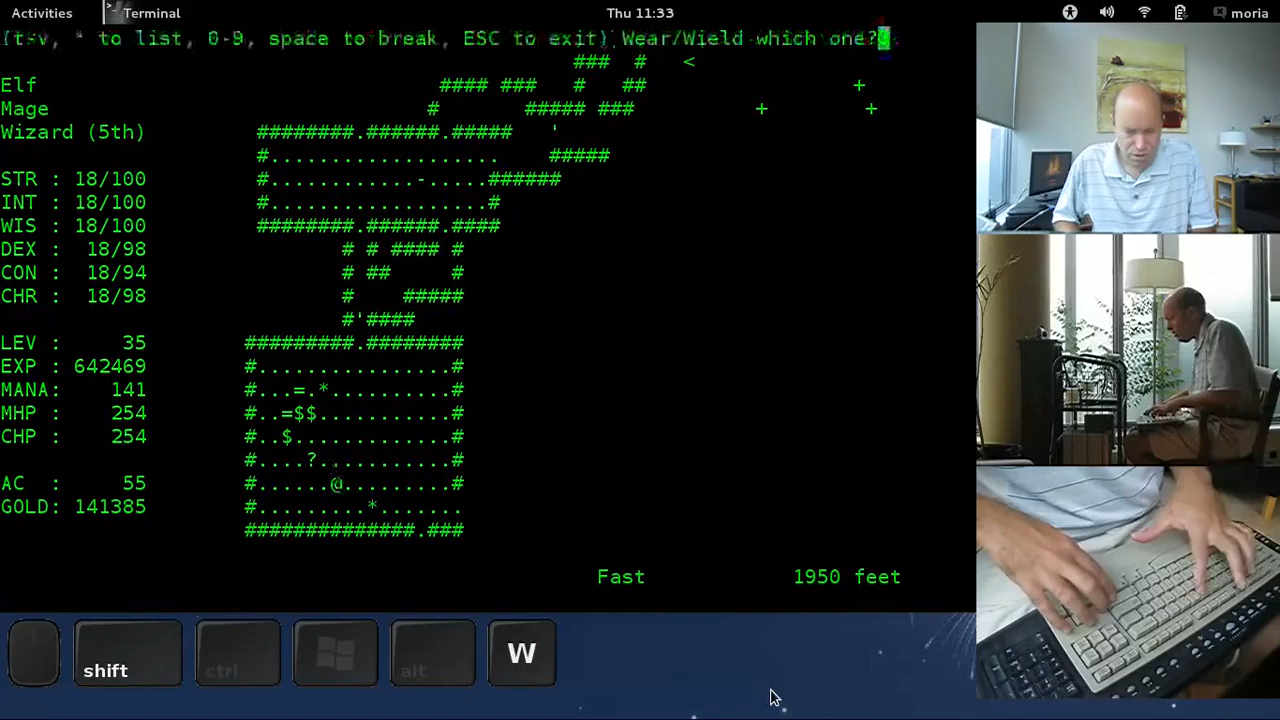 Activities Terminal Thu 11:33 moria
(t-v, * to list, 0-9, space to break, ESC to exit) Wear/Wield which one?
### # <
Elf #### ### # ## +
Mage # ##### ### + +
Wizard (5th) ########.######.##### '
#................... #####
STR : 18/100 #............-.....######
INT : 18/100 #..................#
WIS : 18/100 ########.######.####
DEX : 18/98 # # #### #
CON : 18/94 # ## #
CHR : 18/98 # #####
#'####
LEV : 35 #########.########
EXP : 642469 #................#
MANA: 141 #...=.*..........#
MHP : 254 #..=$$...........#
CHP : 254 #..$.............#
#....?...........#
AC : 55 #......@.........#
GOLD: 141385 #.........*.......
##############.###
Fast 1950 feet
shift ctrl alt W